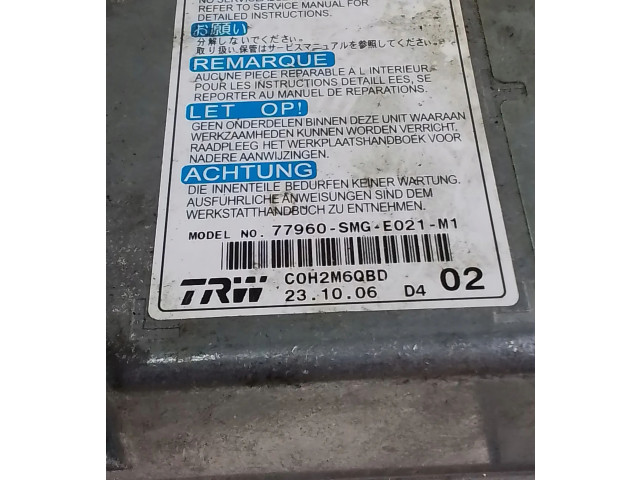 NO SERVICEABLE PARTS INSIDE.
REFER TO SERVICE MANUAL FOR
DETAILED INSTRUCTIONS.
お願い
分解しないでください。
取り扱い、保管はサービスマニュアルを参照してください。
REMARQUE
AUCUNE PIECE REPARABLE A L INTERIEUR
POUR LES INSTRUCTIONS DETAILL EES, SE
REPORTER AU MANUEL DE REPARATIONS.
LET OP!
GEEN ONDERDELEN BINNEN DEZE UNIT WAARAAN
WERKZAAMHEDEN KUNNEN WORDEN VERRICHT.
RAADPLEEG HET WERKPLAATSHANDBOEK VOOR
NADERE AANWIJZINGEN.
ACHTUNG
DIE INNENTEILE BEDURFEN KEINER WARTUNG.
AUSFUHRLICHE ANWEISUNGEN SIND DEM
WERKSTATTHANDBUCH ZU ENTNEHMEN.
MODEL NO. 77960-SMG-E021-M1
TRW C0H2M6QBD
23.10.06 D4 02